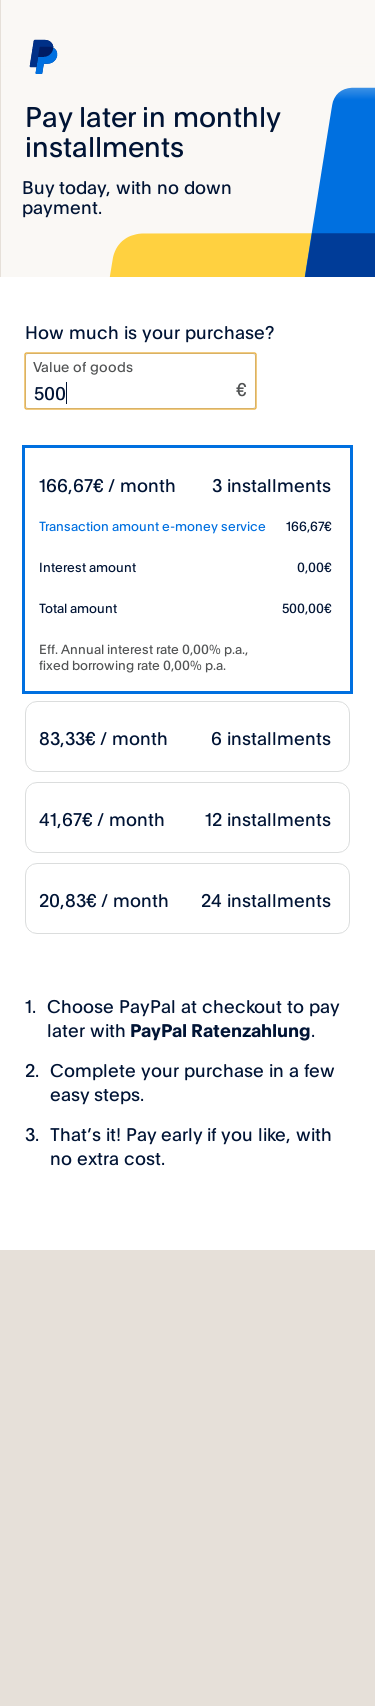 Pay later in monthly
installments
Buy today, with no down
payment.
How much is your purchase?
Value of goods
500 €
166,67€ / month 3 installments
Transaction amount e-money service 166,67€
Interest amount 0,00€
Total amount 500,00€
Eff. Annual interest rate 0,00% p.a.,
fixed borrowing rate 0,00% p.a.
83,33€ / month 6 installments
41,67€ / month 12 installments
20,83€ / month 24 installments
1. Choose PayPal at checkout to pay
later with PayPal Ratenzahlung.
2. Complete your purchase in a few
easy steps.
3. That’s it! Pay early if you like, with
no extra cost.